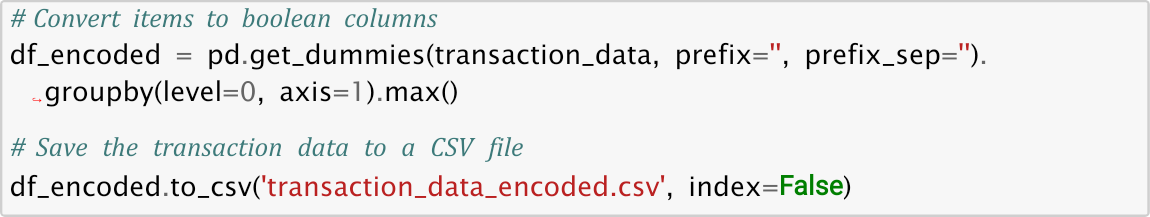 # Convert items to boolean columns
df_encoded = pd.get_dummies(transaction_data, prefix='', prefix_sep='').
↪groupby(level=0, axis=1).max()
# Save the transaction data to a CSV file
df_encoded.to_csv('transaction_data_encoded.csv', index=False)